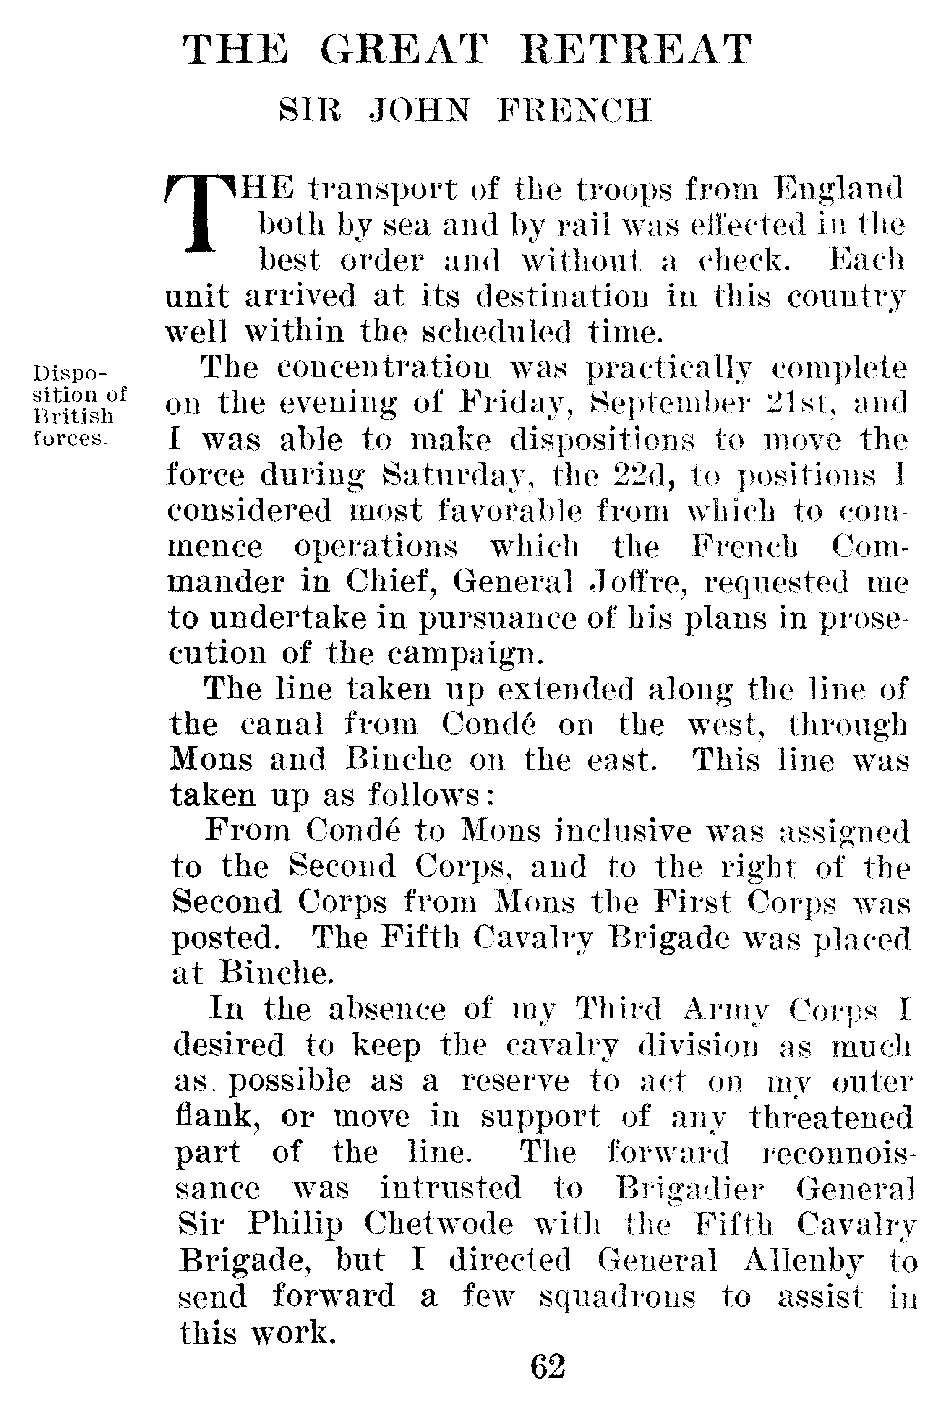 THE GREAT RETREAT
SIR JOHN FRENCH
THE transport of the troops from England
both by sea and by rail was effected in the
best order and without a check. Each
unit arrived at its destination in this country
well within the scheduled time.
Dispo-
sition of
British
forces.
The concentration was practically complete
on the evening of Friday, September 21st, and
I was able to make dispositions to move the
force during Saturday, the 22d, to positions I
considered most favorable from which to com-
mence operations which the French Com-
mander in Chief, General Joffre, requested me
to undertake in pursuance of his plans in prose-
cution of the campaign.
The line taken up extended along the line of
the canal from Condé on the west, through
Mons and Binche on the east. This line was
taken up as follows:
From Condé to Mons inclusive was assigned
to the Second Corps, and to the right of the
Second Corps from Mons the First Corps was
posted. The Fifth Cavalry Brigade was placed
at Binche.
In the absence of my Third Army Corps I
desired to keep the cavalry division as much
as possible as a reserve to act on my outer
flank, or move in support of any threatened
part of the line. The forward reconnois-
sance was intrusted to Brigadier General
Sir Philip Chetwode with the Fifth Cavalry
Brigade, but I directed General Allenby to
send forward a few squadrons to assist in
this work.
62